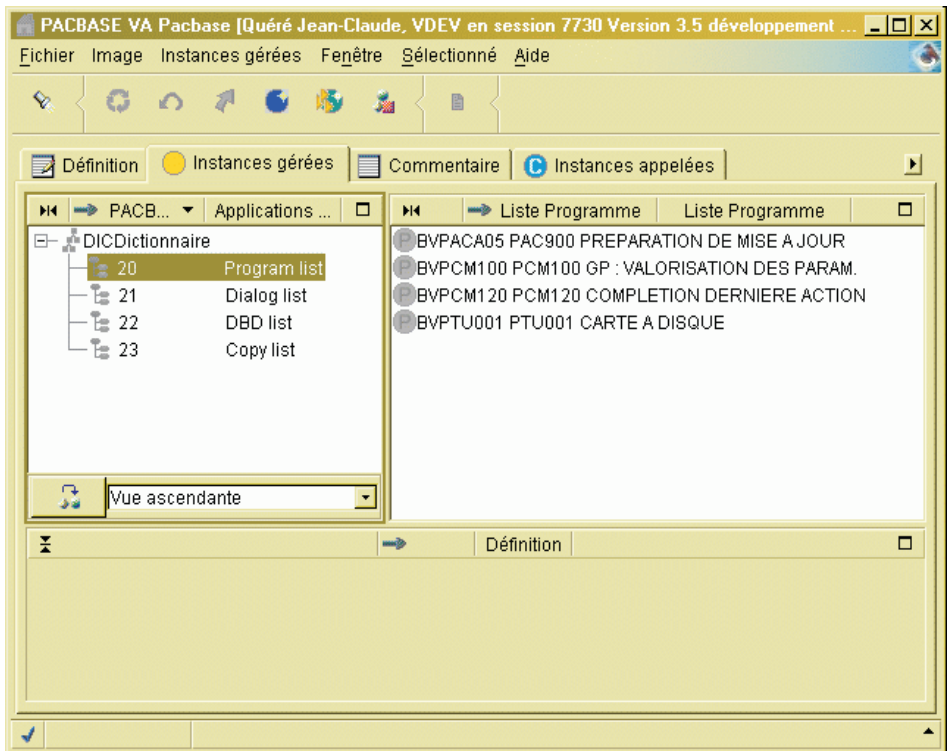 PACBASE VA Pacbase [Quéré Jean-Claude, VDEV en session 7730 Version 3.5 développement ...
Fichier Image Instances gérées Fenêtre Sélectionné Aide
Définition Instances gérées Commentaire C Instances appelées
PACB... Applications ... Liste Programme Liste Programme
DICDictionnaire
20 Program list
21 Dialog list
22 DBD list
23 Copy list
P BVPACA05 PAC900 PREPARATION DE MISE A JOUR
P BVPCM100 PCM100 GP : VALORISATION DES PARAM.
P BVPCM120 PCM120 COMPLETION DERNIERE ACTION
P BVPTU001 PTU001 CARTE A DISQUE
Vue ascendante
Définition